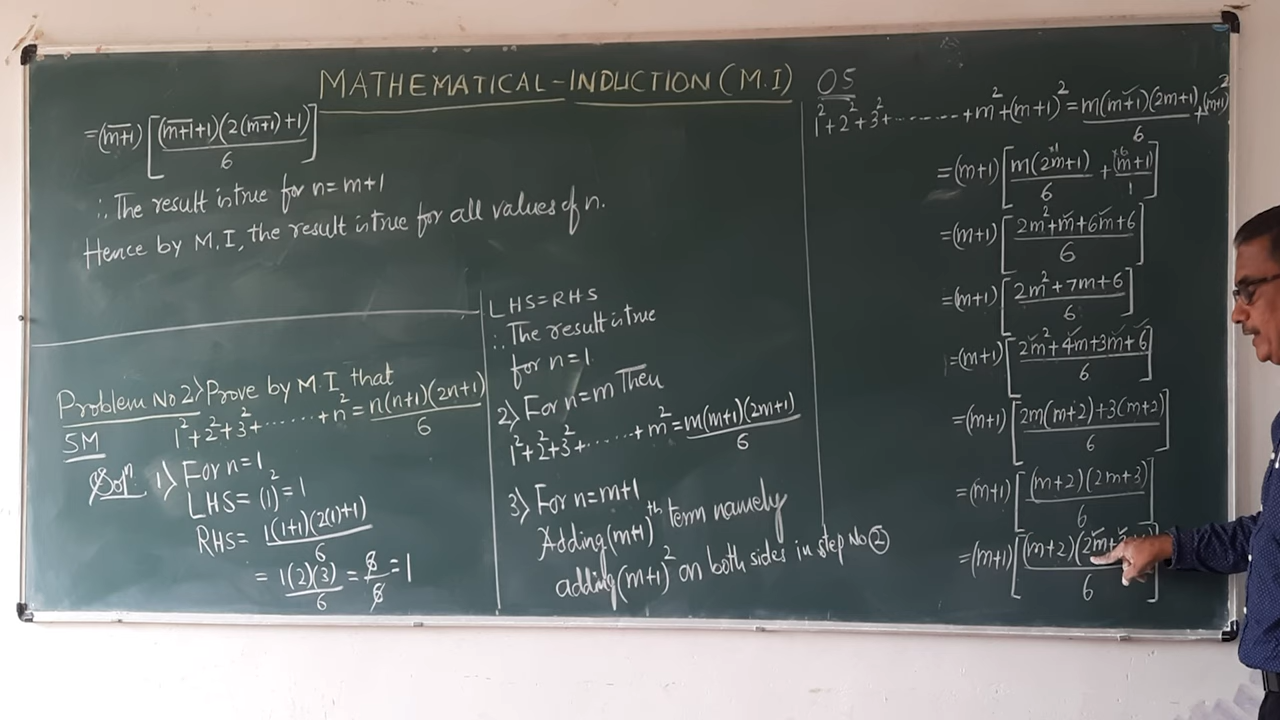 MATHEMATICAL-INDUCTION (M.I) 05
=(m+1) [((m+1+1)(2(m+1)+1))/6]
∴ The result is true for n=m+1
Hence by M.I, the result is true for all values of n.
Problem No 2) Prove by M.I that
1²+2²+3²+........+n²=n(n+1)(2n+1)/6
5M
Solⁿ 1) For n=1
LHS=(1)²=1
RHS=1(1+1)(2(1)+1)/6
=1(2)(3)/6=6/6=1
LHS=RHS
∴ The result is true
for n=1.
2) For n=m Then
1²+2²+3²+......+m²=m(m+1)(2m+1)/6
3) For n=m+1
Adding (m+1)th term namely
adding (m+1)² on both sides in step No ②
1²+2²+3²+........+m²+(m+1)²=m(m+1)(2m+1)/6+(m+1)²
=(m+1)[m(2m+1)/6 + (m+1)/1]
=(m+1)[(2m²+m+6m+6)/6]
=(m+1)[(2m²+7m+6)/6]
=(m+1)[(2m²+4m+3m+6)/6]
=(m+1)[(2m(m+2)+3(m+2))/6]
=(m+1)[(m+2)(2m+3)/6]
=(m+1)[(m+2)(2m+ /6]